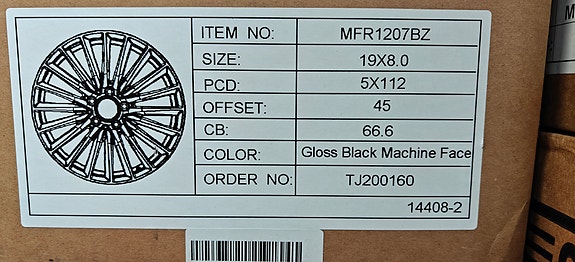 ITEM NO: MFR1207BZ
SIZE: 19X8.0
PCD: 5X112
OFFSET: 45
CB: 66.6
COLOR: Gloss Black Machine Face
ORDER NO: TJ200160
14408-2